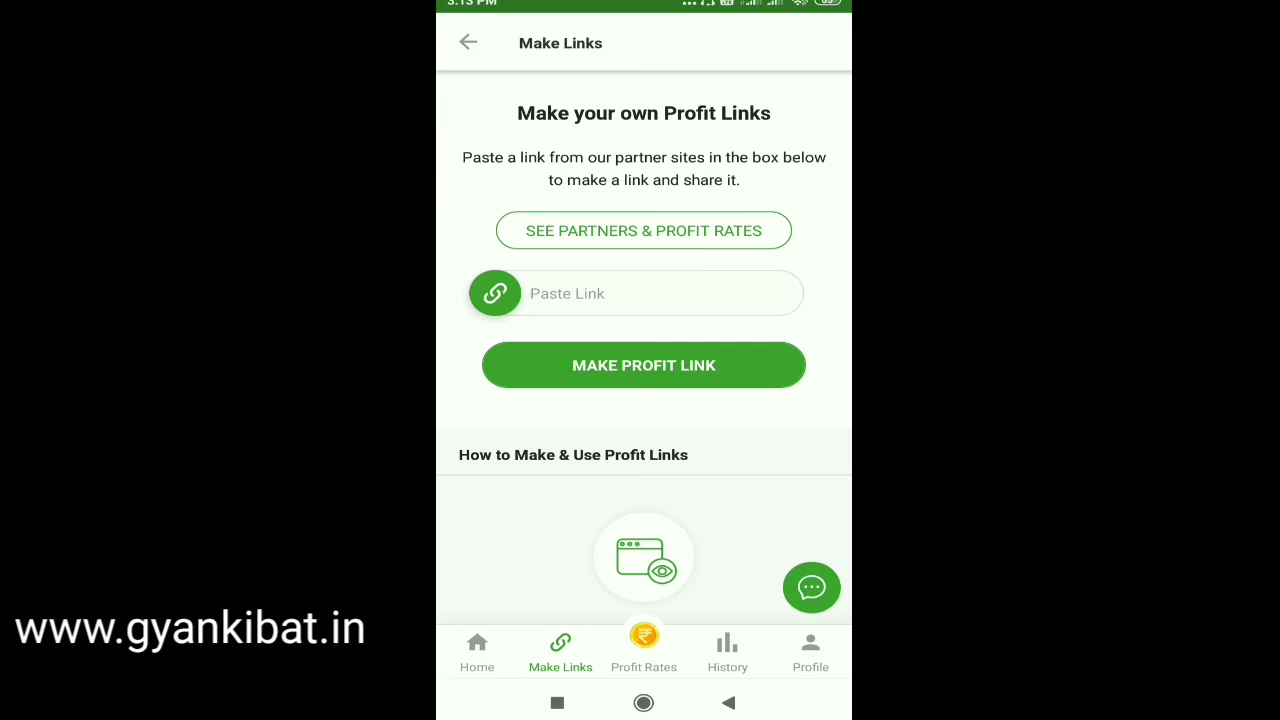 3:13 PM
Make Links
Make your own Profit Links
Paste a link from our partner sites in the box below
to make a link and share it.
SEE PARTNERS & PROFIT RATES
Paste Link
MAKE PROFIT LINK
How to Make & Use Profit Links
www.gyankibat.in
Home
Make Links
Profit Rates
History
Profile